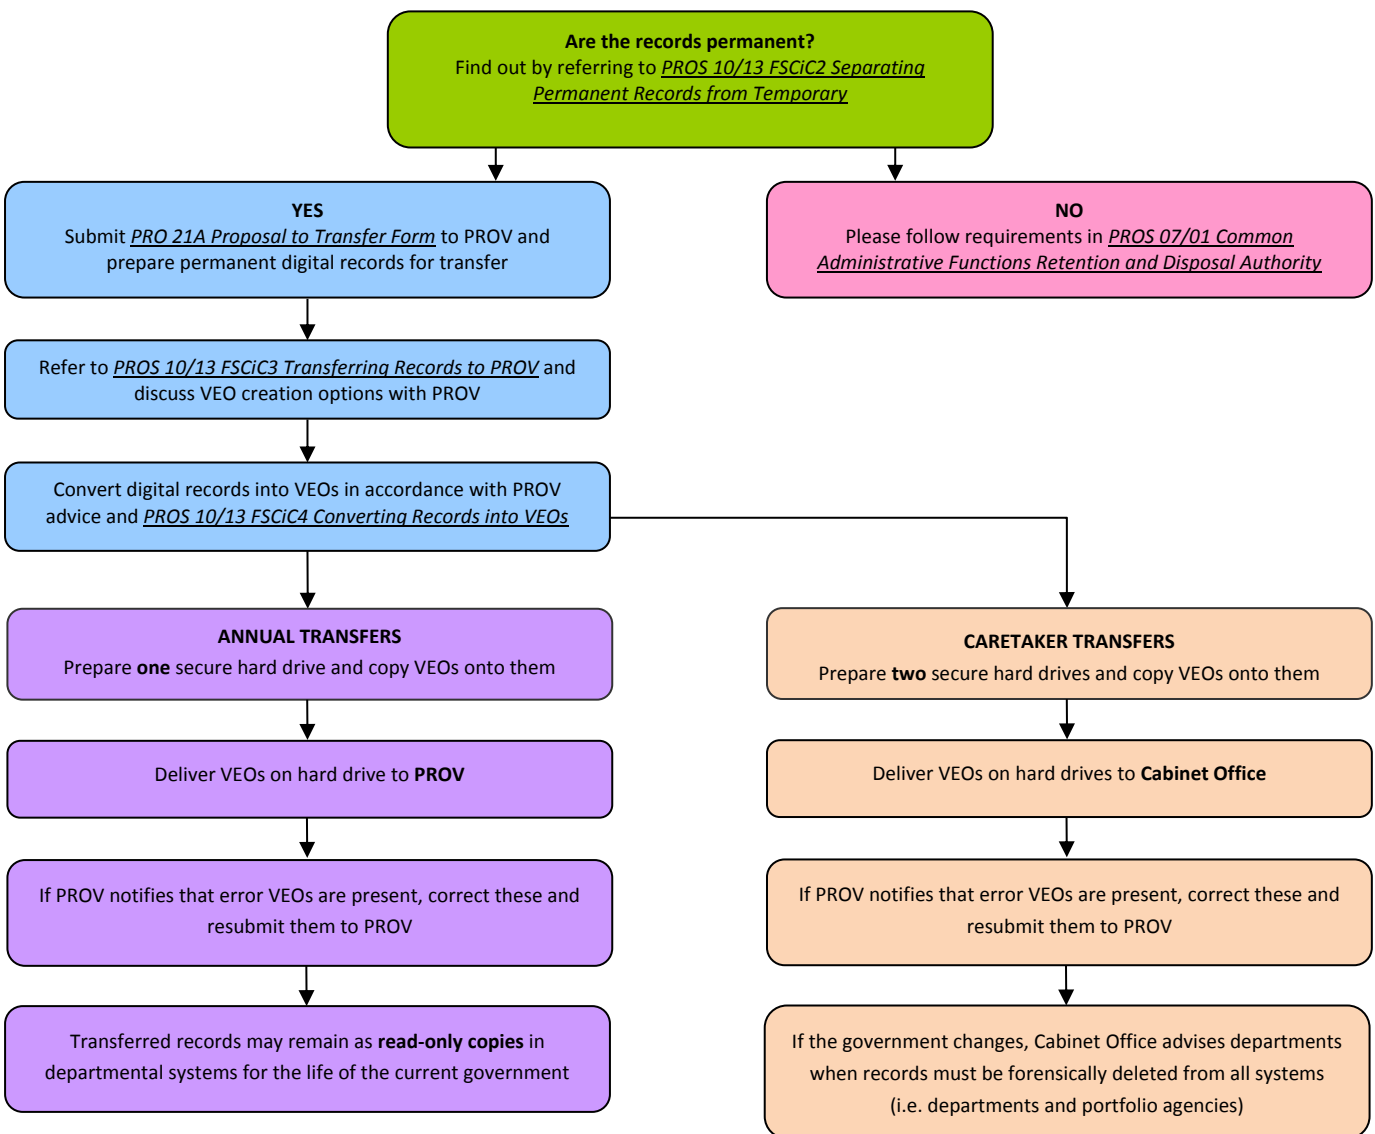 Are the records permanent?
Find out by referring to PROS 10/13 FSCiC2 Separating
Permanent Records from Temporary
YES
Submit PRO 21A Proposal to Transfer Form to PROV and
prepare permanent digital records for transfer
NO
Please follow requirements in PROS 07/01 Common
Administrative Functions Retention and Disposal Authority
Refer to PROS 10/13 FSCiC3 Transferring Records to PROV and
discuss VEO creation options with PROV
Convert digital records into VEOs in accordance with PROV
advice and PROS 10/13 FSCiC4 Converting Records into VEOs
ANNUAL TRANSFERS
Prepare one secure hard drive and copy VEOs onto them
Deliver VEOs on hard drive to PROV
If PROV notifies that error VEOs are present, correct these and
resubmit them to PROV
Transferred records may remain as read-only copies in
departmental systems for the life of the current government
CARETAKER TRANSFERS
Prepare two secure hard drives and copy VEOs onto them
Deliver VEOs on hard drives to Cabinet Office
If PROV notifies that error VEOs are present, correct these and
resubmit them to PROV
If the government changes, Cabinet Office advises departments
when records must be forensically deleted from all systems
(i.e. departments and portfolio agencies)